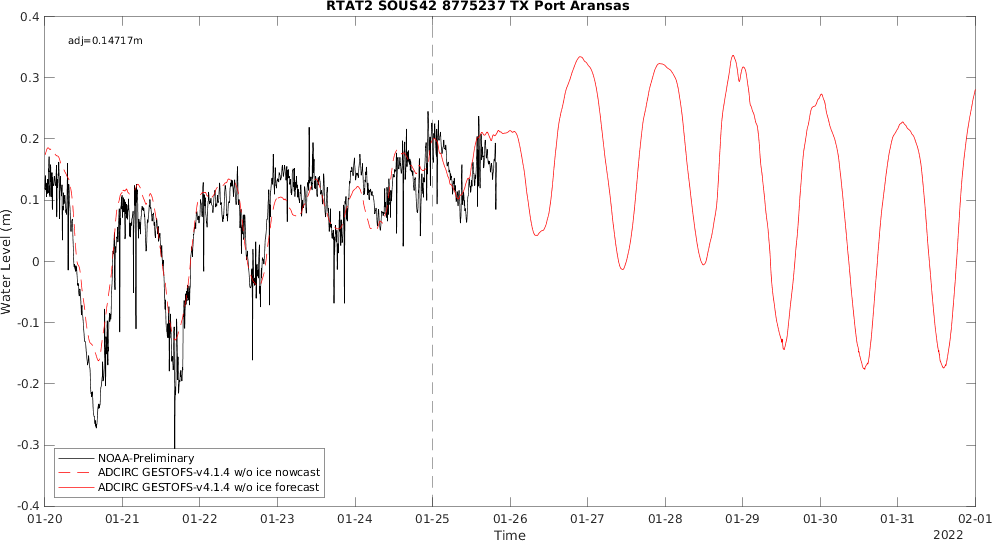 RTAT2 SOUS42 8775237 TX Port Aransas
adj=0.14717m
0.4
0.3
0.2
0.1
0
-0.1
-0.2
-0.3
-0.4
Water Level (m)
NOAA-Preliminary
ADCIRC GESTOFS-v4.1.4 w/o ice nowcast
ADCIRC GESTOFS-v4.1.4 w/o ice forecast
01-20 01-21 01-22 01-23 01-24 01-25 01-26 01-27 01-28 01-29 01-30 01-31 02-01
Time
2022